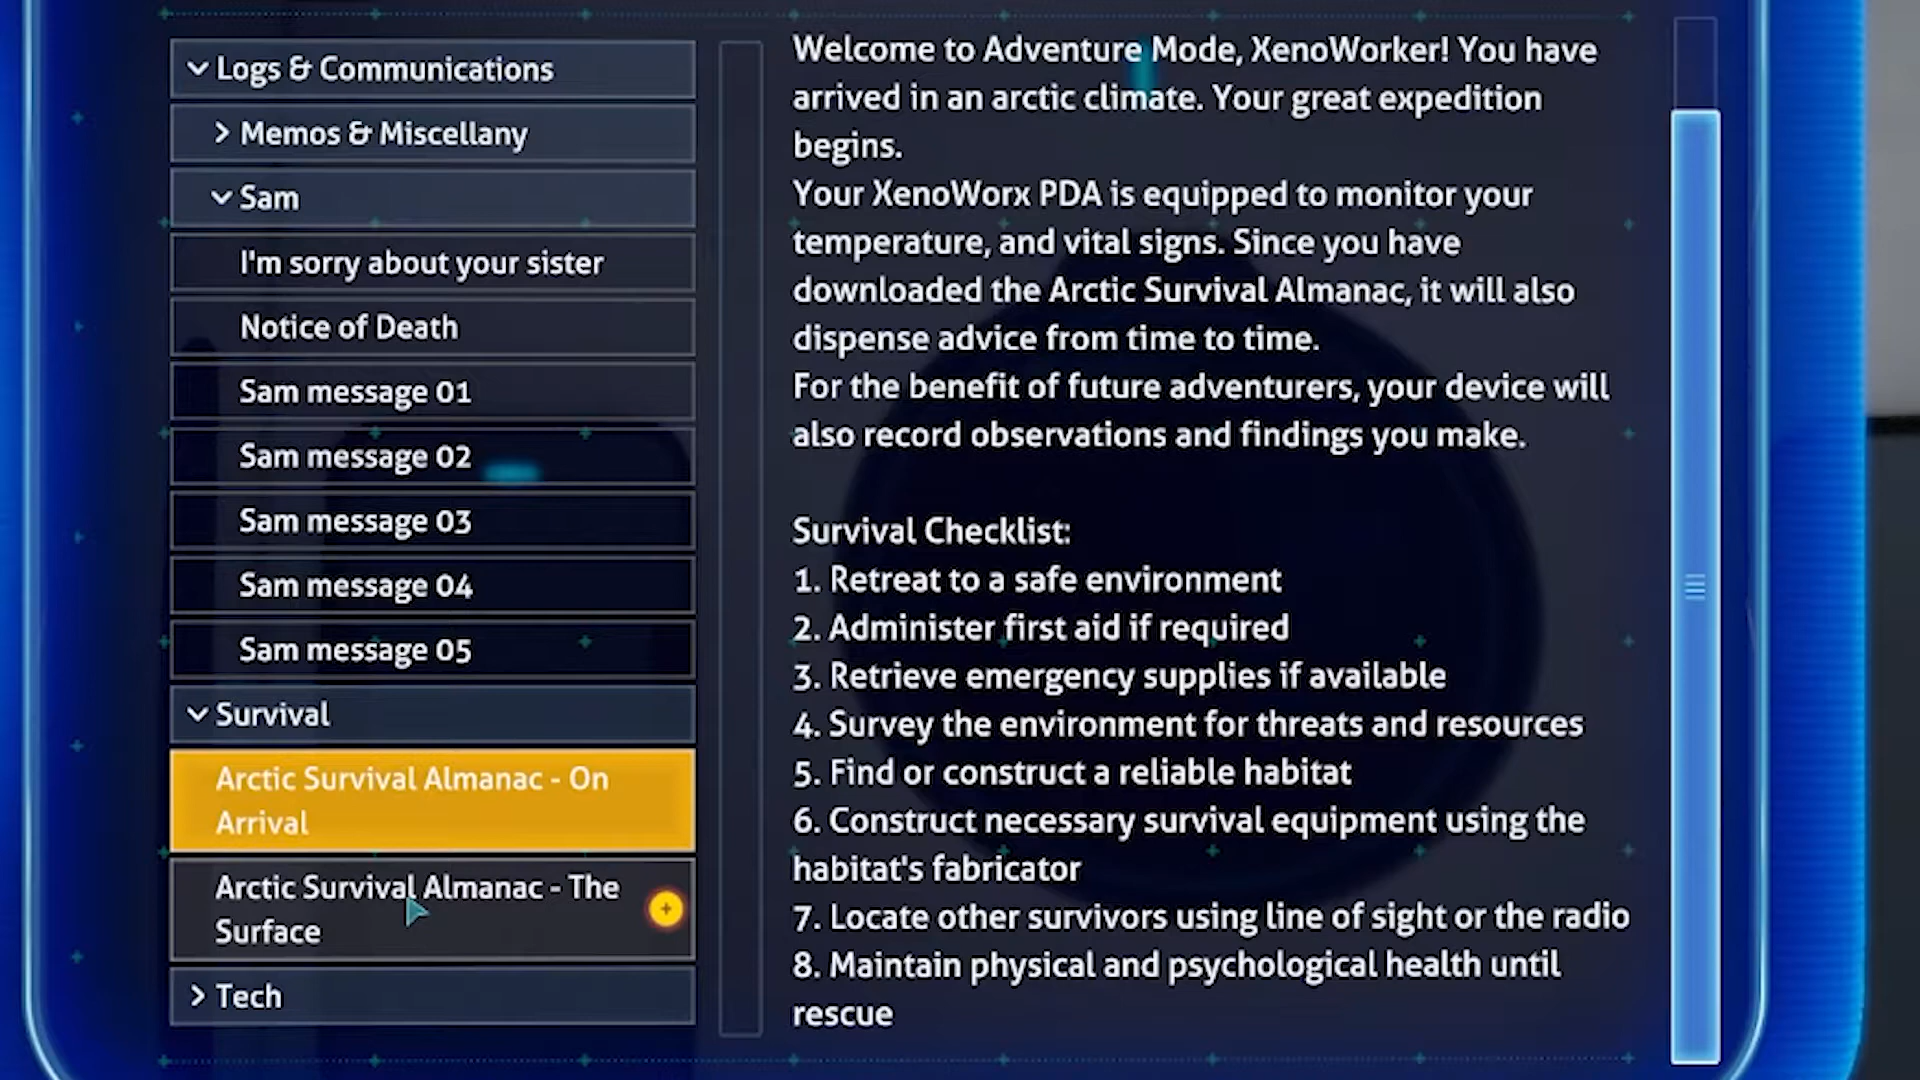 Logs & Communications
Memos & Miscellany
Sam
I'm sorry about your sister
Notice of Death
Sam message 01
Sam message 02
Sam message 03
Sam message 04
Sam message 05
Survival
Arctic Survival Almanac - On
Arrival
Arctic Survival Almanac - The
Surface
Tech
Welcome to Adventure Mode, XenoWorker! You have
arrived in an arctic climate. Your great expedition
begins.
Your XenoWorx PDA is equipped to monitor your
temperature, and vital signs. Since you have
downloaded the Arctic Survival Almanac, it will also
dispense advice from time to time.
For the benefit of future adventurers, your device will
also record observations and findings you make.
Survival Checklist:
1. Retreat to a safe environment
2. Administer first aid if required
3. Retrieve emergency supplies if available
4. Survey the environment for threats and resources
5. Find or construct a reliable habitat
6. Construct necessary survival equipment using the
habitat's fabricator
7. Locate other survivors using line of sight or the radio
8. Maintain physical and psychological health until
rescue